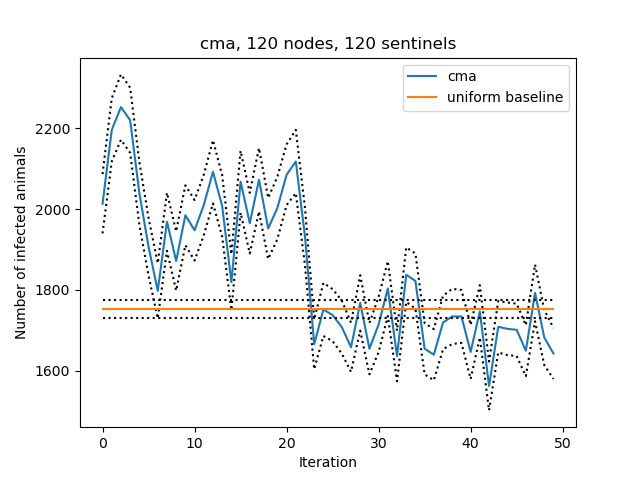 cma, 120 nodes, 120 sentinels
cma
uniform baseline
Number of infected animals
2200
2000
1800
1600
0 10 20 30 40 50
Iteration